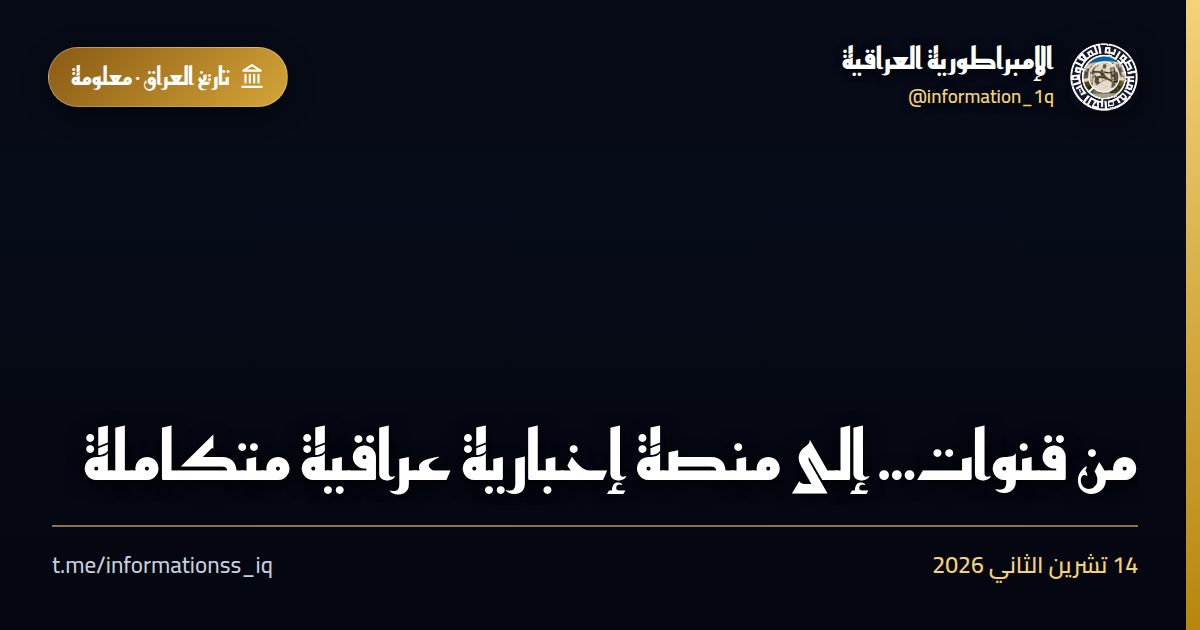 الإمبراطورية العراقية
@information_1q
تاريخ العراق · معلومة
من قنوات... إلى منصة إخبارية عراقية متكاملة
14 تشرين الثاني 2026
t.me/informationss_iq